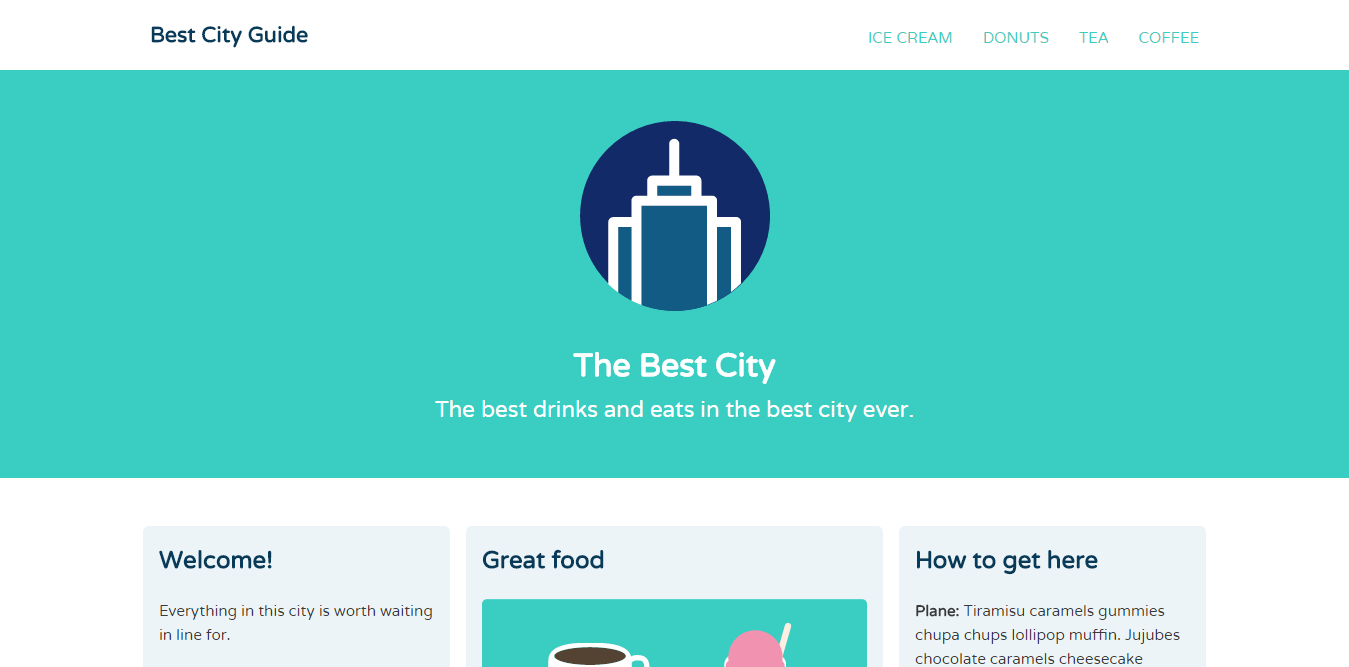 Best City Guide
ICE CREAM DONUTS TEA COFFEE
The Best City
The best drinks and eats in the best city ever.
Welcome!
Everything in this city is worth waiting
in line for.
Great food
How to get here
Plane: Tiramisu caramels gummies
chupa chups lollipop muffin. Jujubes
chocolate caramels cheesecake